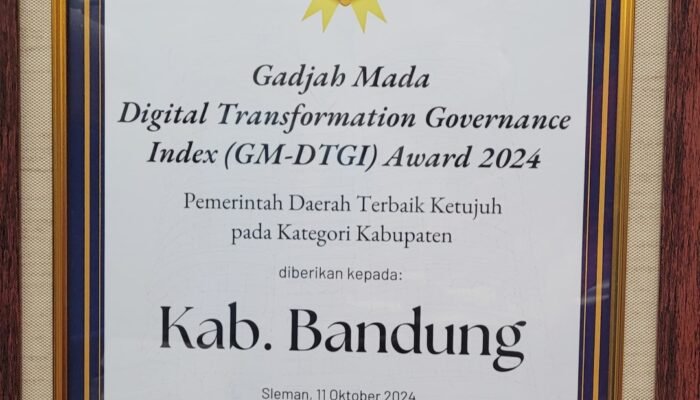 Gadjah Mada
Digital Transformation Governance
Index (GM-DTGI) Award 2024
Pemerintah Daerah Terbaik Ketujuh
pada Kategori Kabupaten
diberikan kepada:
Kab. Bandung
Sleman, 11 Oktober 2024